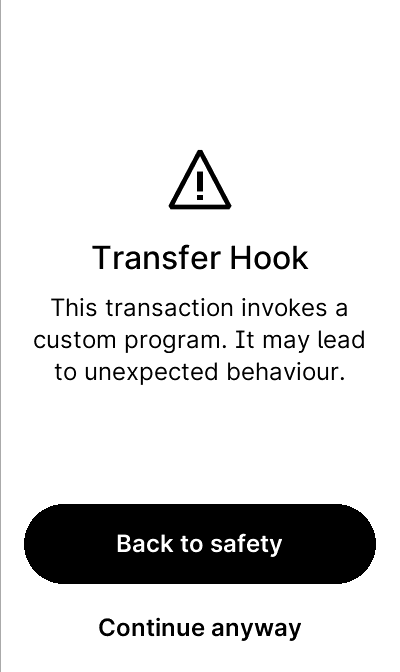 Transfer Hook
This transaction invokes a
custom program. It may lead
to unexpected behaviour.
Back to safety
Continue anyway